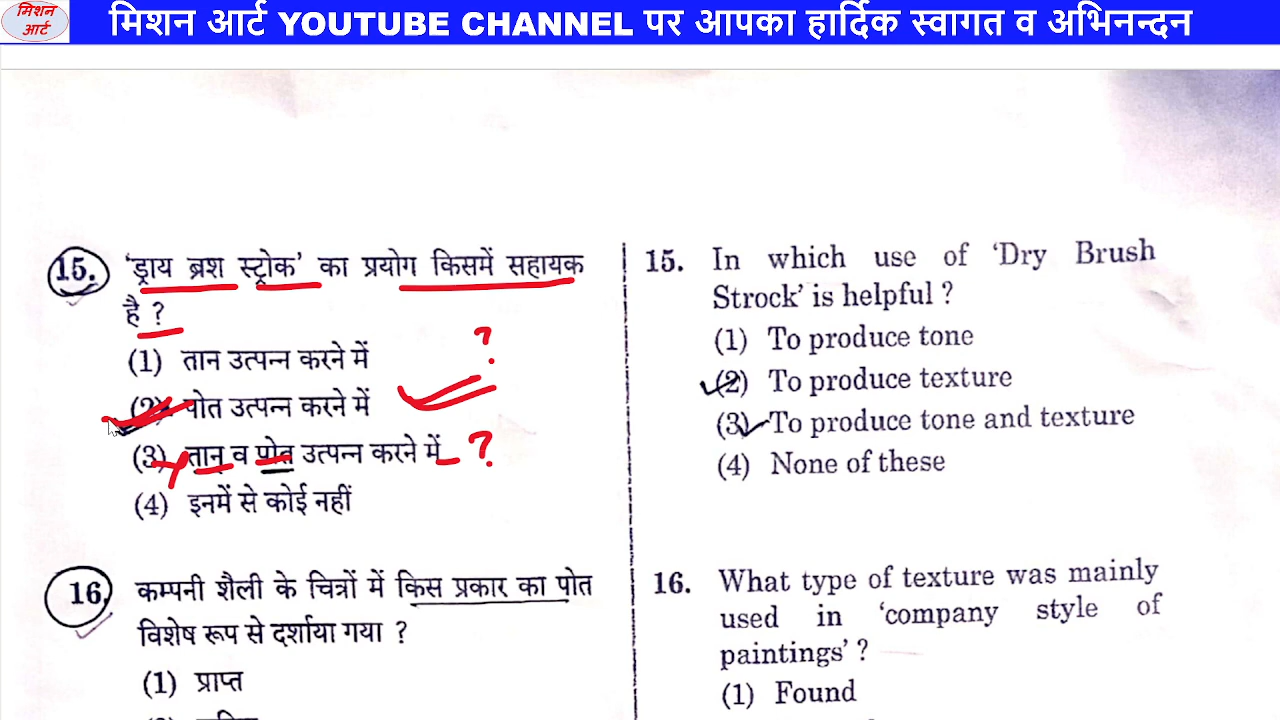 मिशन आर्ट
मिशन आर्ट YOUTUBE CHANNEL पर आपका हार्दिक स्वागत व अभिनन्दन
15. 'ड्राय ब्रश स्ट्रोक' का प्रयोग किसमें सहायक
है ?
(1) तान उत्पन्न करने में ?
(2) पोत उत्पन्न करने में
(3) तान व पोत उत्पन्न करने में ?
(4) इनमें से कोई नहीं
16. कम्पनी शैली के चित्रों में किस प्रकार का पोत
विशेष रूप से दर्शाया गया ?
(1) प्राप्त
15. In which use of 'Dry Brush
Strock' is helpful ?
(1) To produce tone
(2) To produce texture
(3) To produce tone and texture
(4) None of these
16. What type of texture was mainly
used in 'company style of
paintings' ?
(1) Found